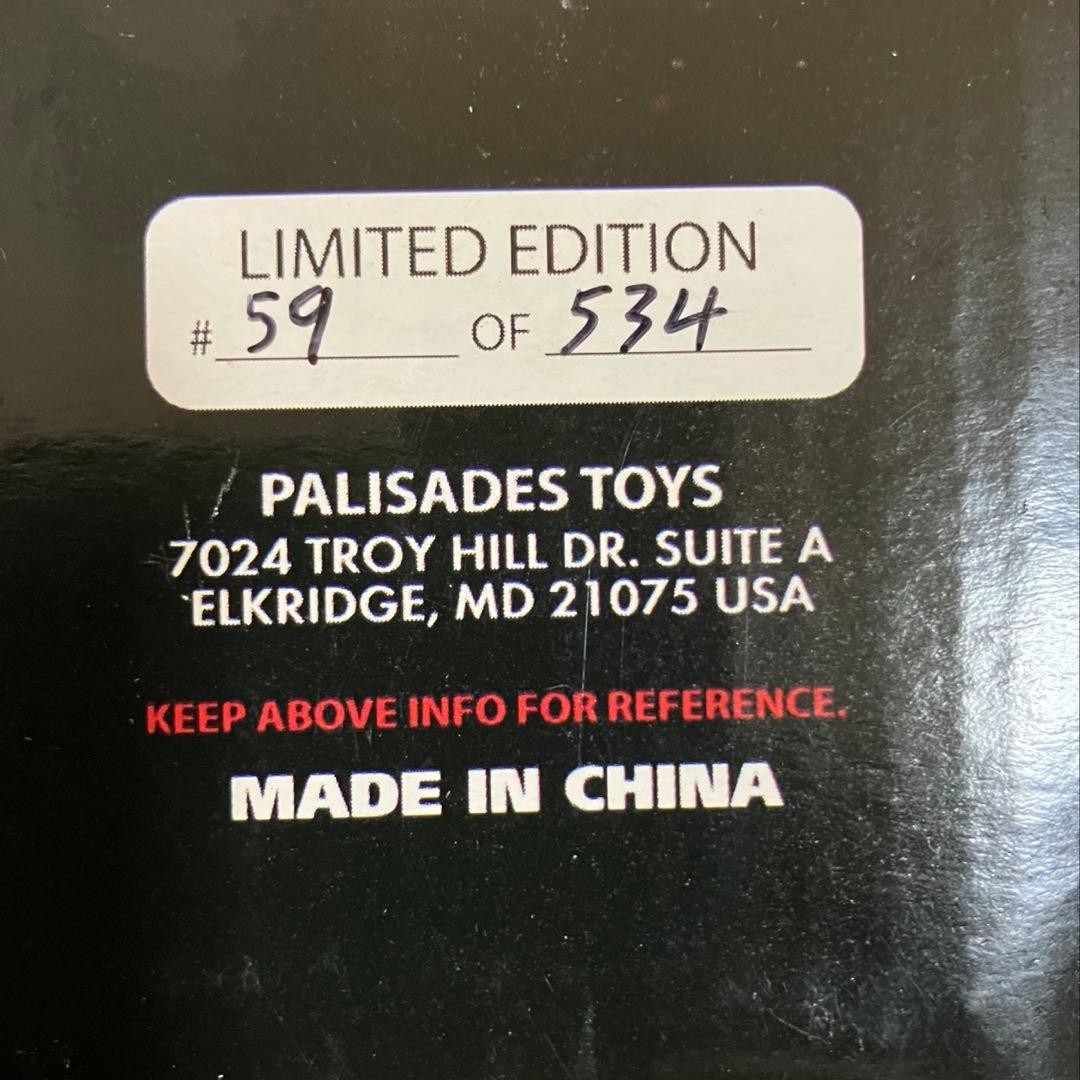 LIMITED EDITION
# 59 OF 534
PALISADES TOYS
7024 TROY HILL DR. SUITE A
ELKRIDGE, MD 21075 USA
KEEP ABOVE INFO FOR REFERENCE.
MADE IN CHINA